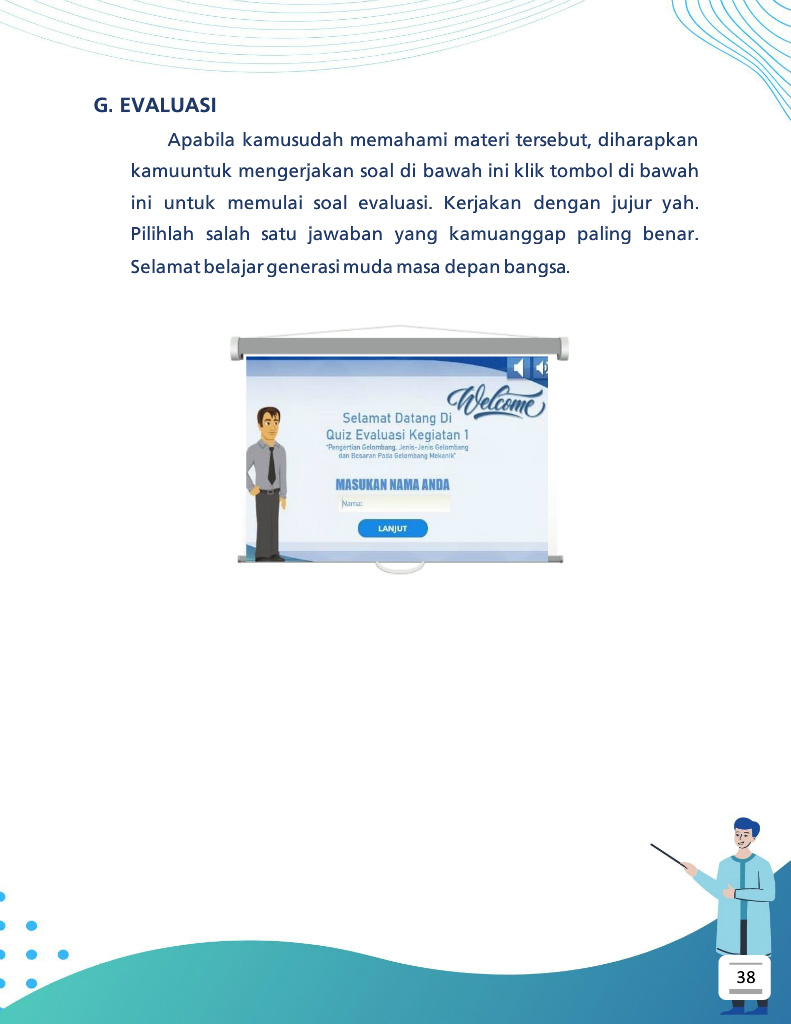 G. EVALUASI
Apabila kamusudah memahami materi tersebut, diharapkan
kamuuntuk mengerjakan soal di bawah ini klik tombol di bawah
ini untuk memulai soal evaluasi. Kerjakan dengan jujur yah.
Pilihlah salah satu jawaban yang kamuanggap paling benar.
Selamat belajar generasi muda masa depan bangsa.
Welcome
Selamat Datang Di
Quiz Evaluasi Kegiatan 1
"Pengertian Gelombang, Jenis-Jenis Gelombang
dan Besaran Pada Gelombang Mekanik"
MASUKAN NAMA ANDA
Nama:
LANJUT
38